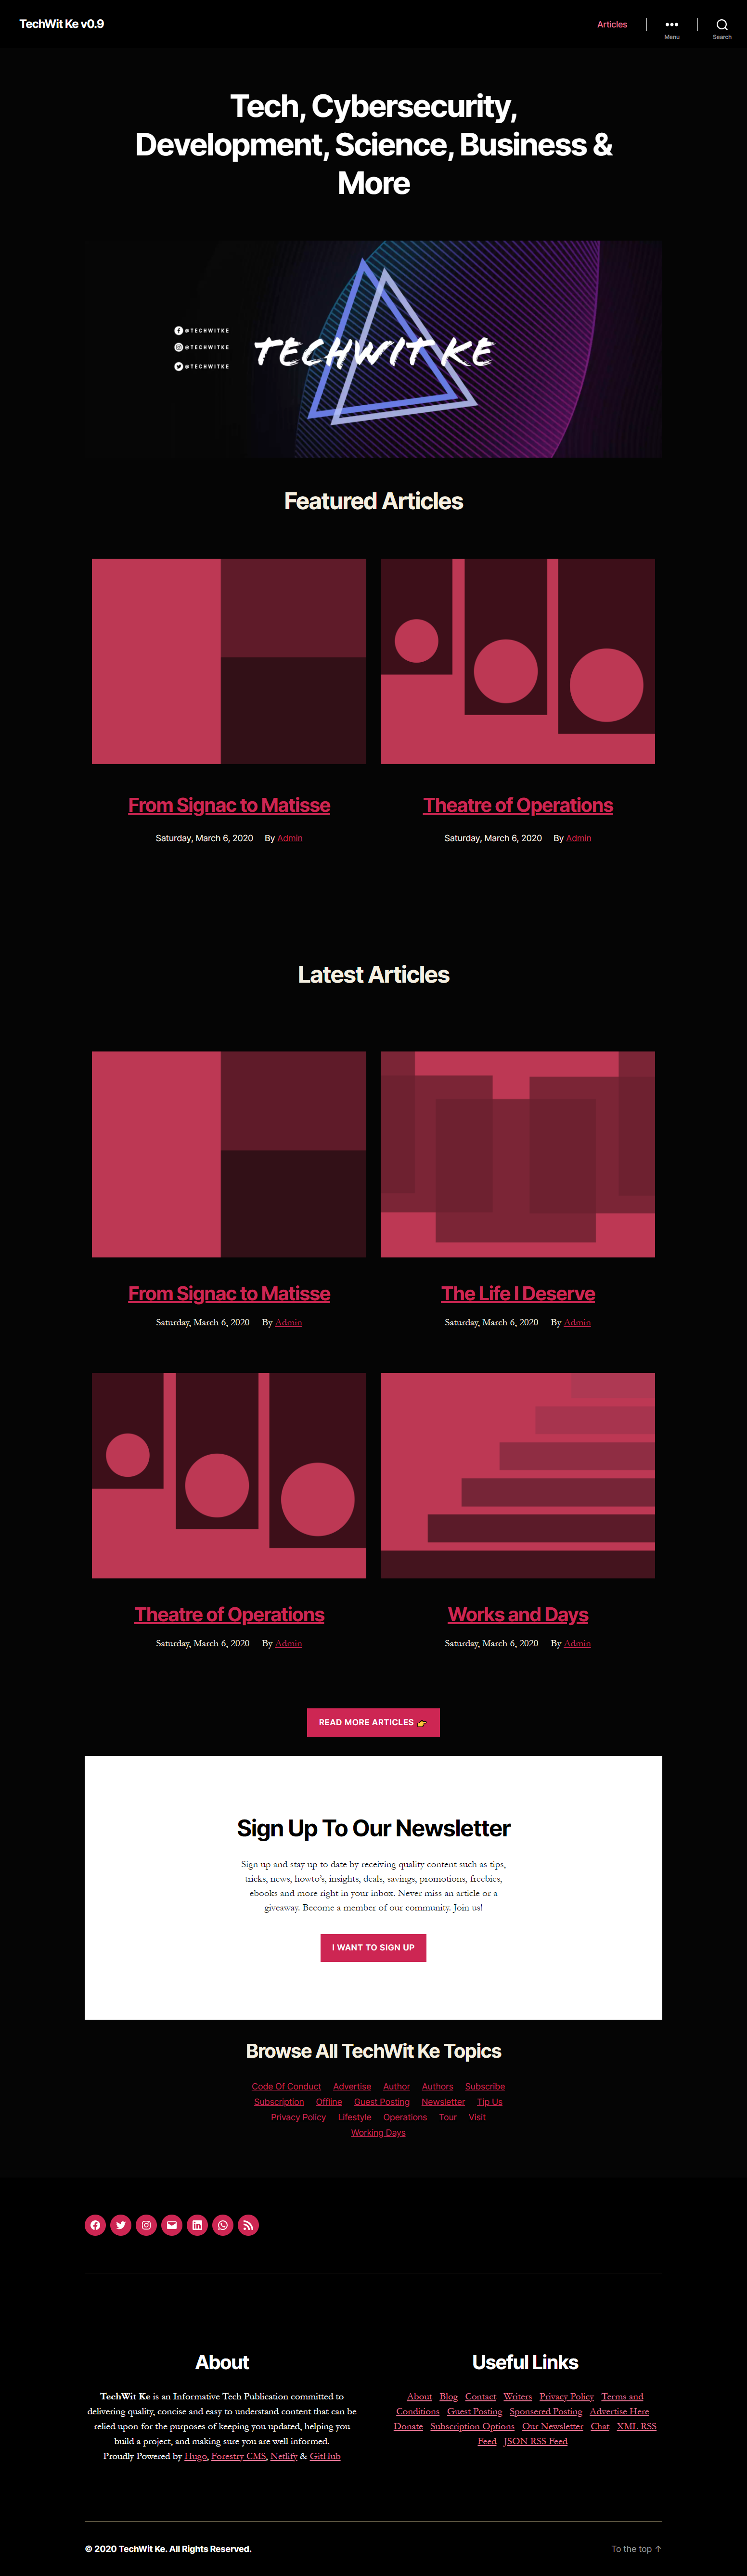 TechWit Ke v0.9
Articles
Menu
Search
Tech, Cybersecurity,
Development, Science, Business &
More
@TECHWITKE
@TECHWITKE
@TECHWITKE
TECHWIT KE
Featured Articles
From Signac to Matisse
Saturday, March 6, 2020 By Admin
Theatre of Operations
Saturday, March 6, 2020 By Admin
Latest Articles
From Signac to Matisse
Saturday, March 6, 2020 By Admin
The Life I Deserve
Saturday, March 6, 2020 By Admin
Theatre of Operations
Saturday, March 6, 2020 By Admin
Works and Days
Saturday, March 6, 2020 By Admin
READ MORE ARTICLES 👉
Sign Up To Our Newsletter
Sign up and stay up to date by receiving quality content such as tips,
tricks, news, howto's, insights, deals, savings, promotions, freebies,
ebooks and more right in your inbox. Never miss an article or a
giveaway. Become a member of our community. Join us!
I WANT TO SIGN UP
Browse All TechWit Ke Topics
Code Of Conduct Advertise Author Authors Subscribe
Subscription Offline Guest Posting Newsletter Tip Us
Privacy Policy Lifestyle Operations Tour Visit
Working Days
About
TechWit Ke is an Informative Tech Publication committed to
delivering quality, concise and easy to understand content that can be
relied upon for the purposes of keeping you updated, helping you
build a project, and making sure you are well informed.
Proudly Powered by Hugo, Forestry CMS, Netlify & GitHub
Useful Links
About Blog Contact Writers Privacy Policy Terms and
Conditions Guest Posting Sponsered Posting Advertise Here
Donate Subscription Options Our Newsletter Chat XML RSS
Feed JSON RSS Feed
© 2020 TechWit Ke. All Rights Reserved.
To the top ↑